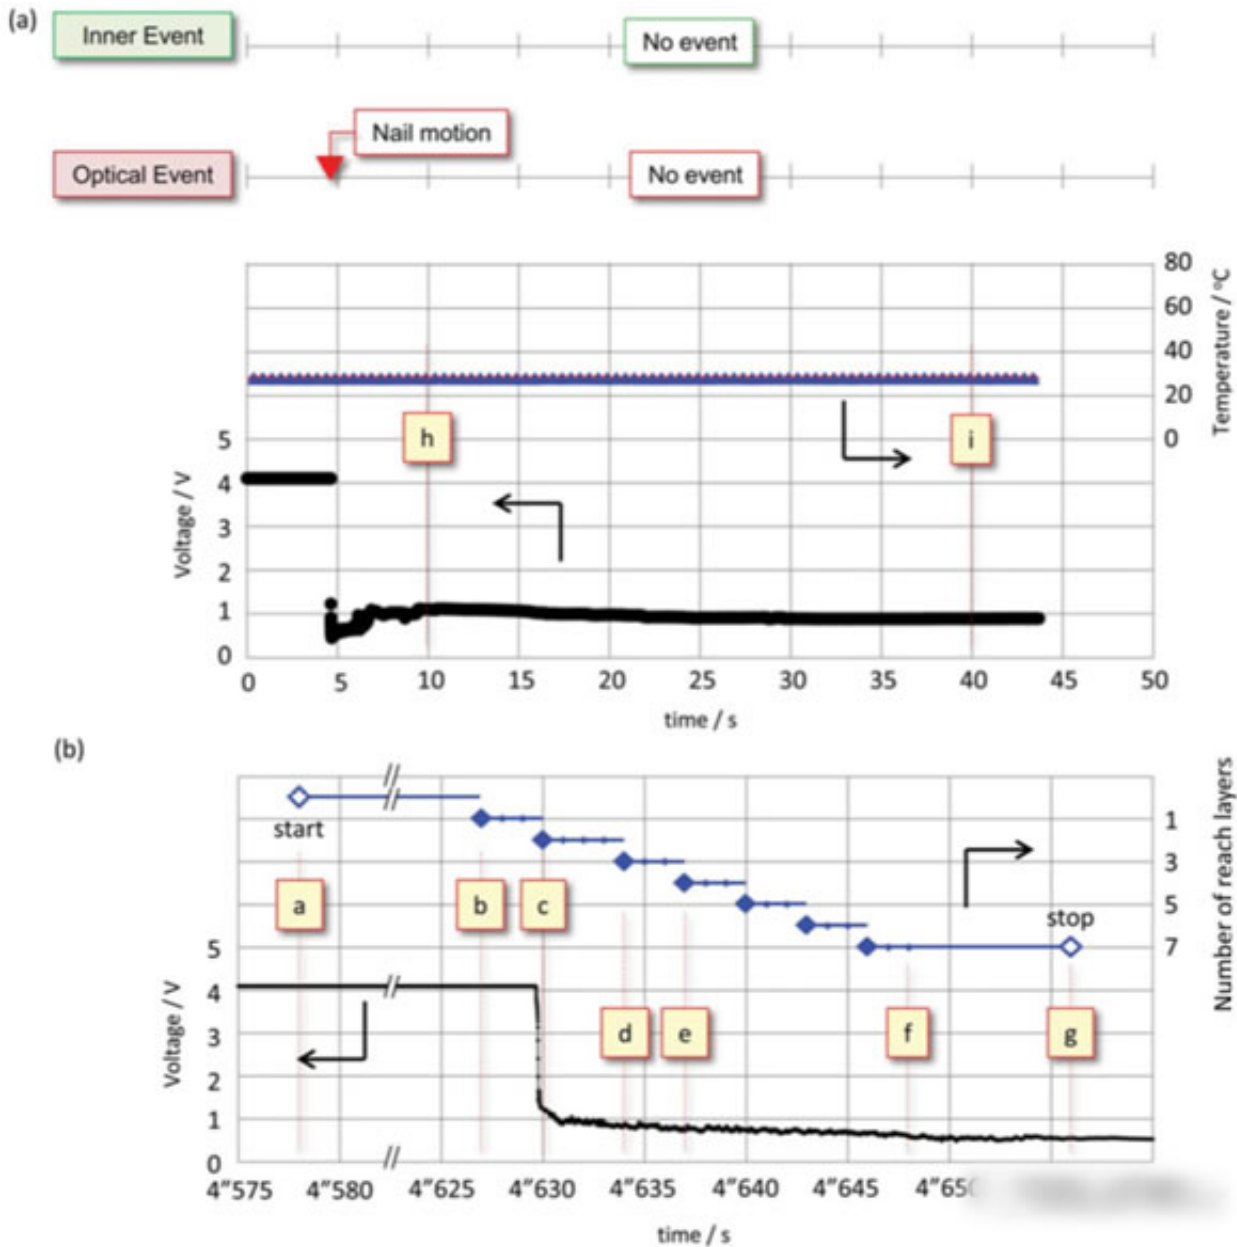 (a)
Inner Event
No event
Nail motion
Optical Event
No event
80
60
40
20
0
Temperature / °C
h
i
5
4
3
2
1
0
Voltage / V
0 5 10 15 20 25 30 35 40 45 50
time / s
(b)
start
a
b
c
d
e
f
g
stop
1
3
5
7
Number of reach layers
5
4
3
2
1
0
Voltage / V
4"575 4"580 4"625 4"630 4"635 4"640 4"645 4"650
time / s